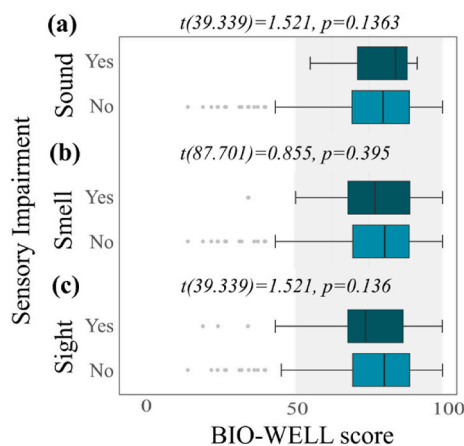 (a) t(39.339)=1.521, p=0.1363
Yes
Sound
No
(b) t(87.701)=0.855, p=0.395
Yes
Smell
No
(c) t(39.339)=1.521, p=0.136
Yes
Sight
No
Sensory Impairment
0 50 100
BIO-WELL score